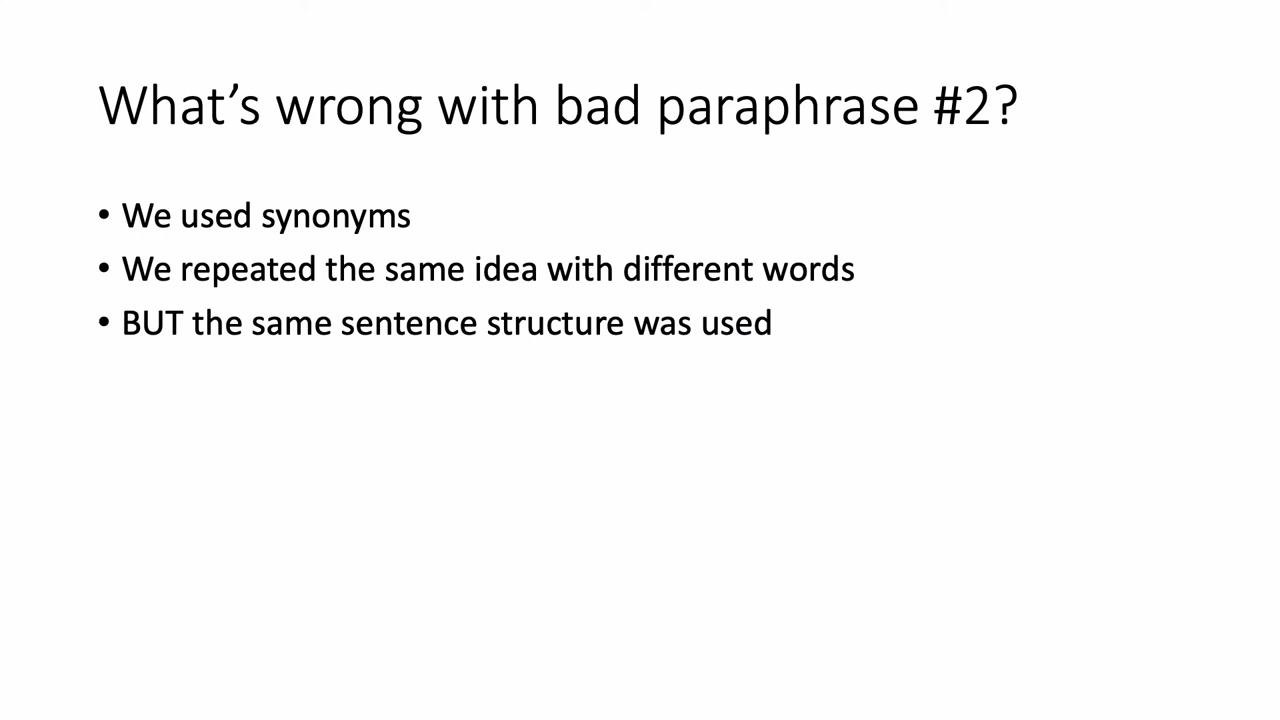 What’s wrong with bad paraphrase #2?
• We used synonyms
• We repeated the same idea with different words
• BUT the same sentence structure was used